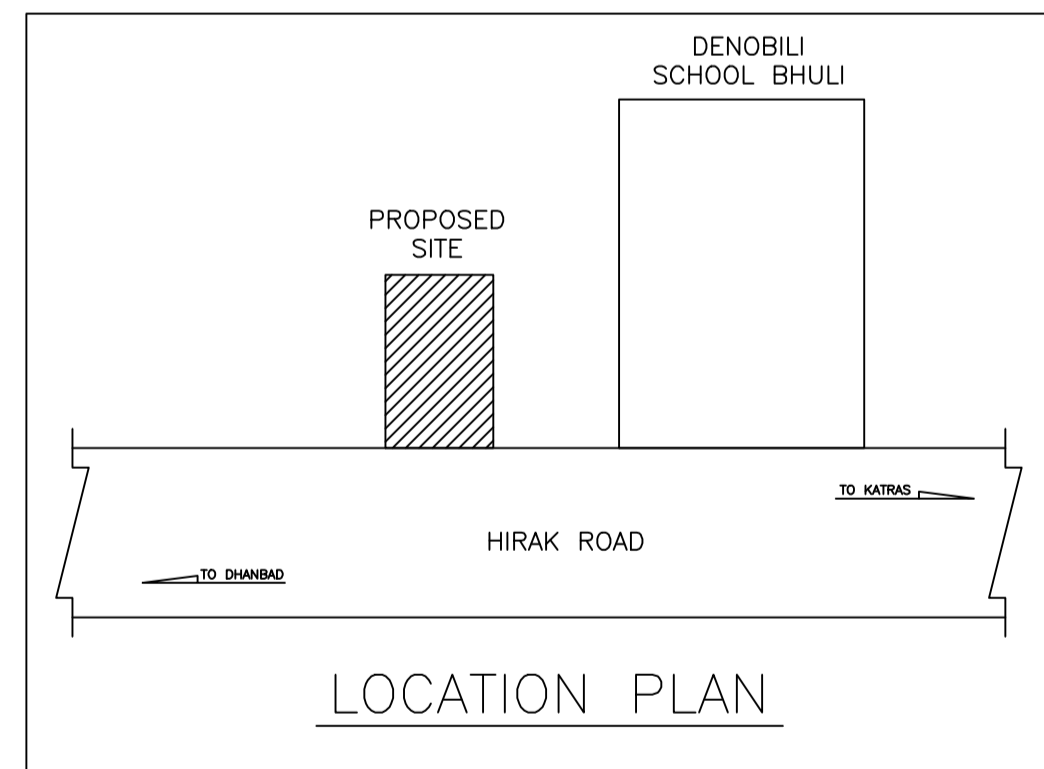 DENOBILI
SCHOOL BHULI
PROPOSED
SITE
TO KATRAS
HIRAK ROAD
TO DHANBAD
LOCATION PLAN